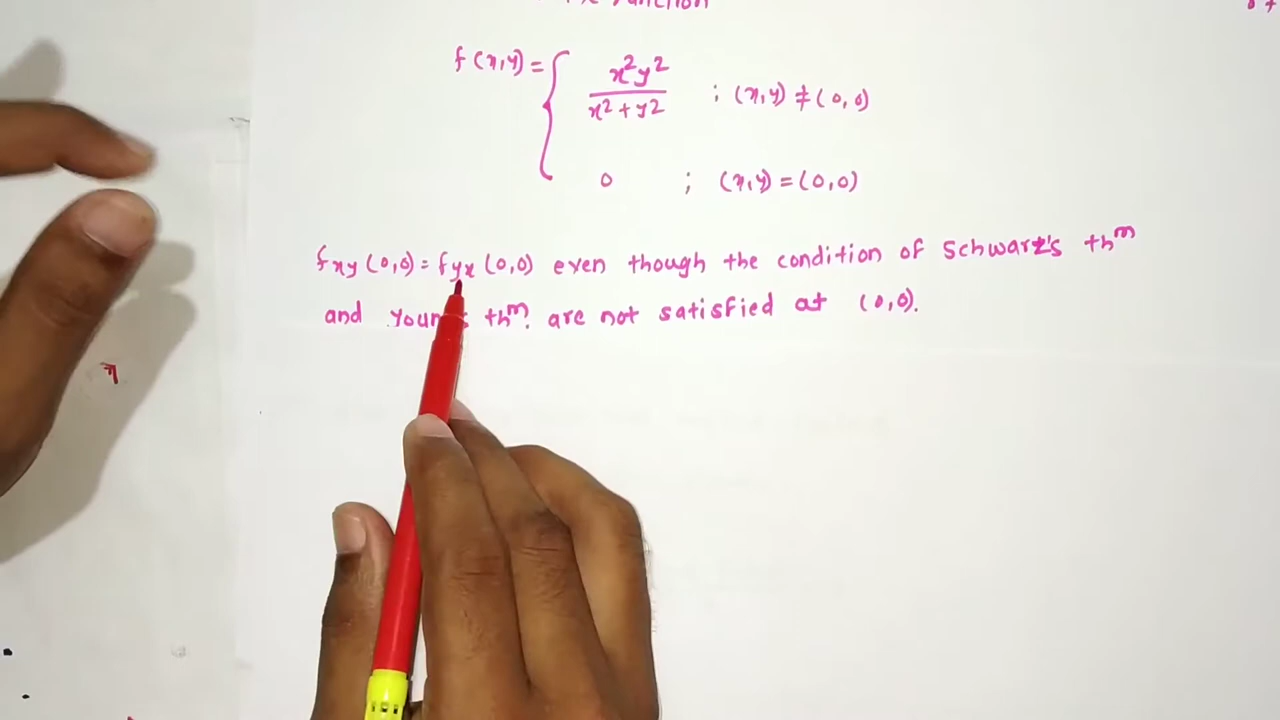 function
f(x,y) = { x²y² / x² + y² ; (x,y) ≠ (0,0)
0 ; (x,y) = (0,0)
fxy (0,0) = fyx (0,0) even though the condition of Schwartz's thᵐ
and thᵐ. are not satisfied at (0,0).